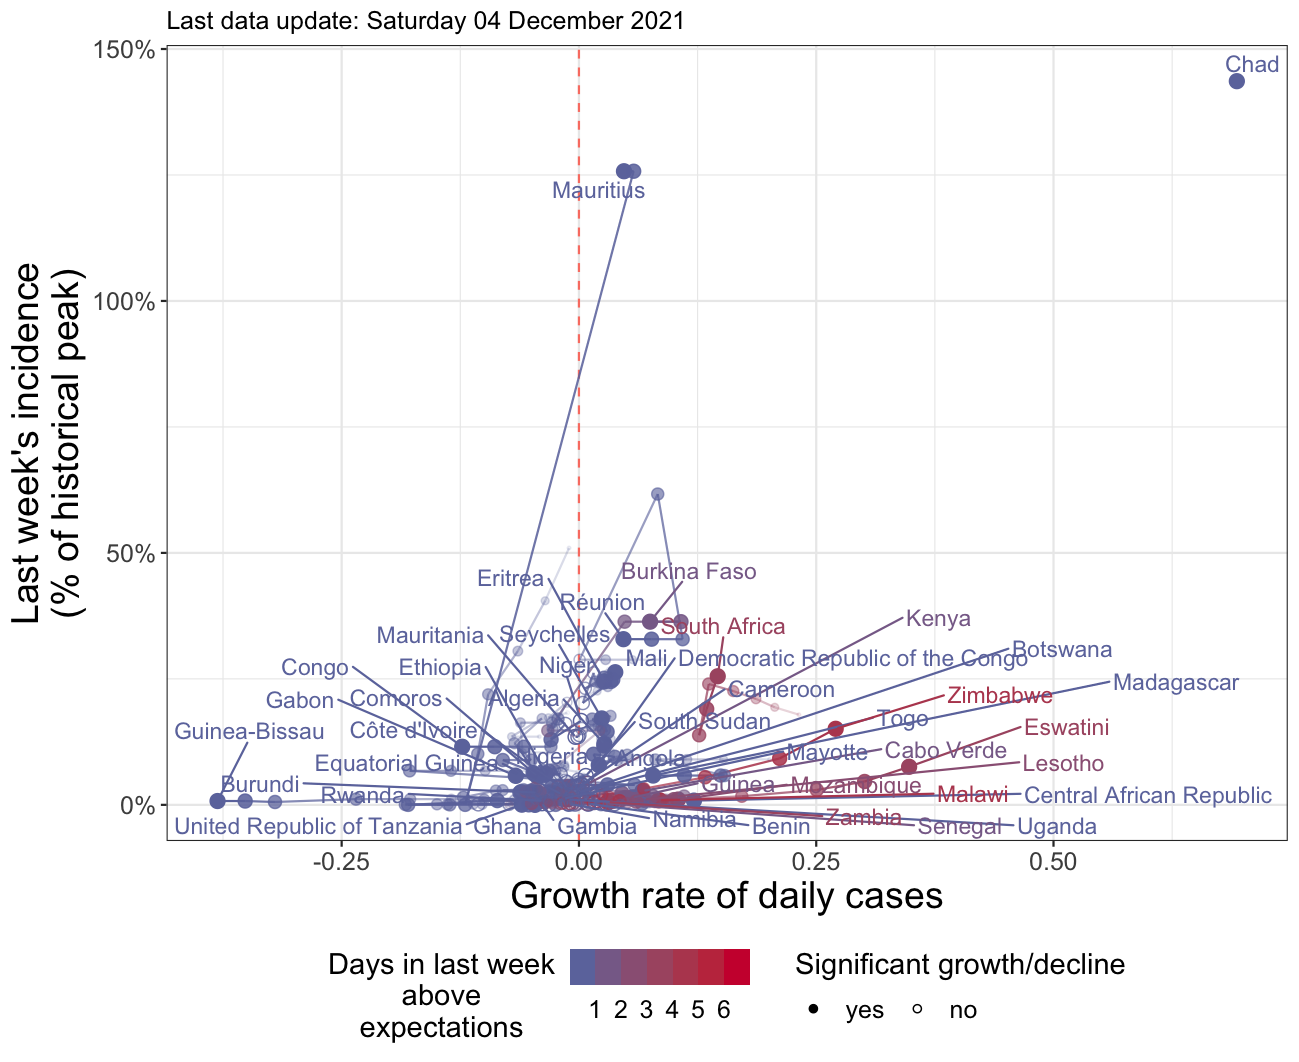 Last data update: Saturday 04 December 2021
150%
100%
50%
0%
Last week's incidence
(% of historical peak)
Chad
Mauritius
Burkina Faso
Eritrea
Réunion
Kenya
South Africa
Mauritania
Seychelles
Botswana
Congo
Ethiopia
Niger
Mali
Democratic Republic of the Congo
Madagascar
Gabon
Comoros
Algeria
Cameroon
Zimbabwe
Guinea-Bissau
Côte d'Ivoire
South Sudan
Togo
Eswatini
Equatorial Guinea
Nigeria
Angola
Mayotte
Cabo Verde
Lesotho
Burundi
Rwanda
Guinea
Mozambique
Malawi
Central African Republic
United Republic of Tanzania
Ghana
Gambia
Namibia
Benin
Zambia
Senegal
Uganda
-0.25
0.00
0.25
0.50
Growth rate of daily cases
Days in last week
above
expectations
1 2 3 4 5 6
Significant growth/decline
yes
no